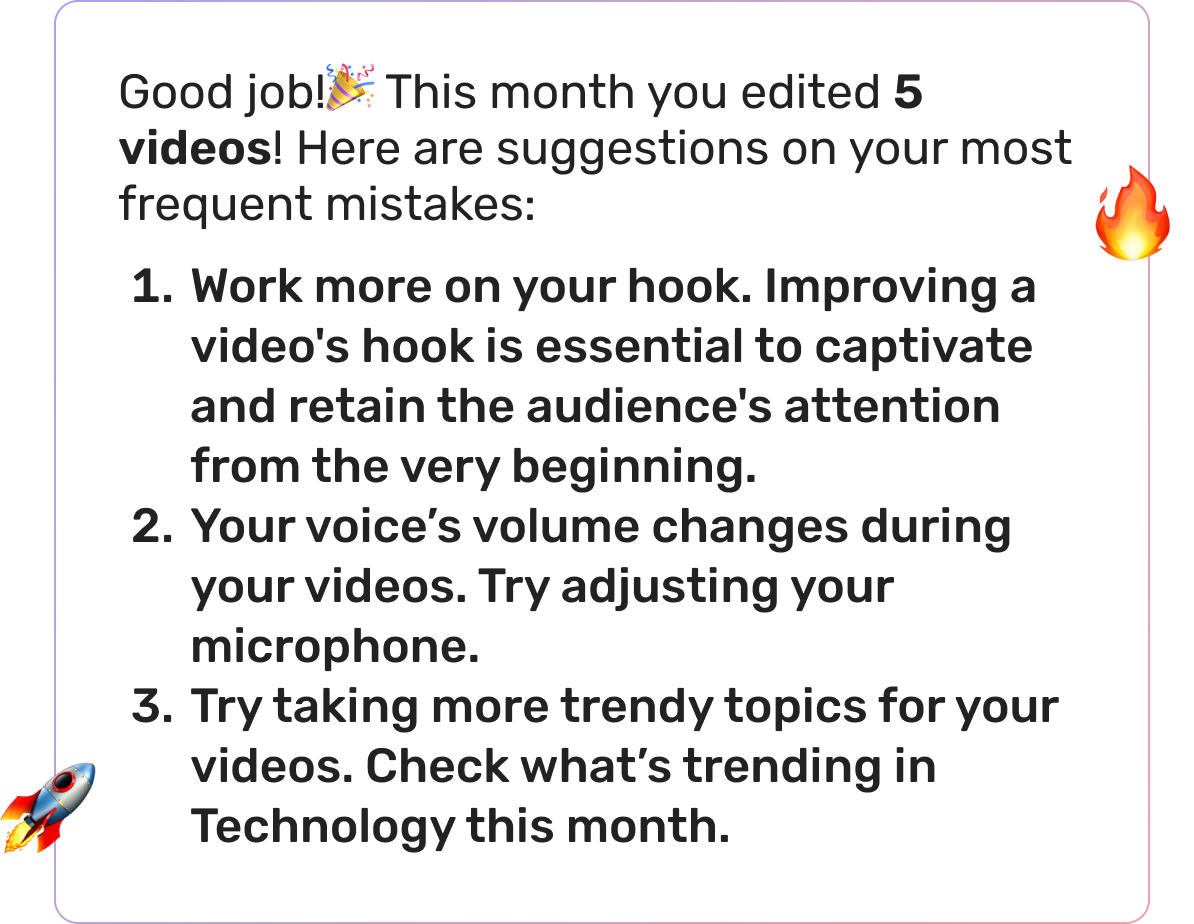 Good job!🎉 This month you edited 5
videos! Here are suggestions on your most
frequent mistakes:
1. Work more on your hook. Improving a
video's hook is essential to captivate
and retain the audience's attention
from the very beginning.
2. Your voice’s volume changes during
your videos. Try adjusting your
microphone.
3. Try taking more trendy topics for your
videos. Check what’s trending in
Technology this month.